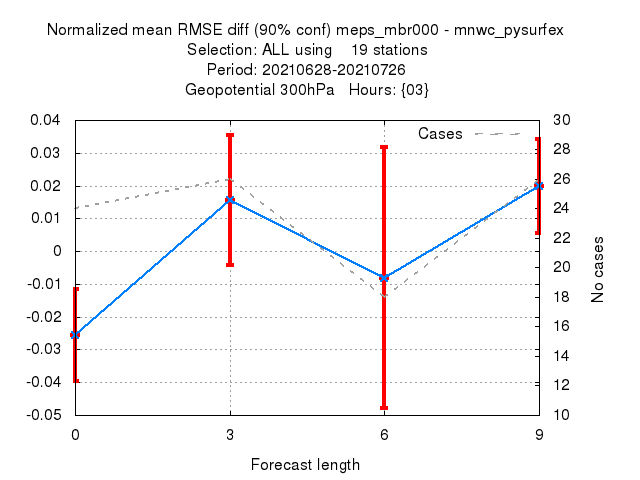 Normalized mean RMSE diff (90% conf) meps_mbr000 - mnwc_pysurfex
Selection: ALL using    19 stations
Period: 20210628-20210726
Geopotential 300hPa   Hours: {03}
0.04
0.03
0.02
0.01
0
-0.01
-0.02
-0.03
-0.04
-0.05
Cases
30
28
26
24
22
20
18
16
14
12
10
No cases
0 3 6 9
Forecast length